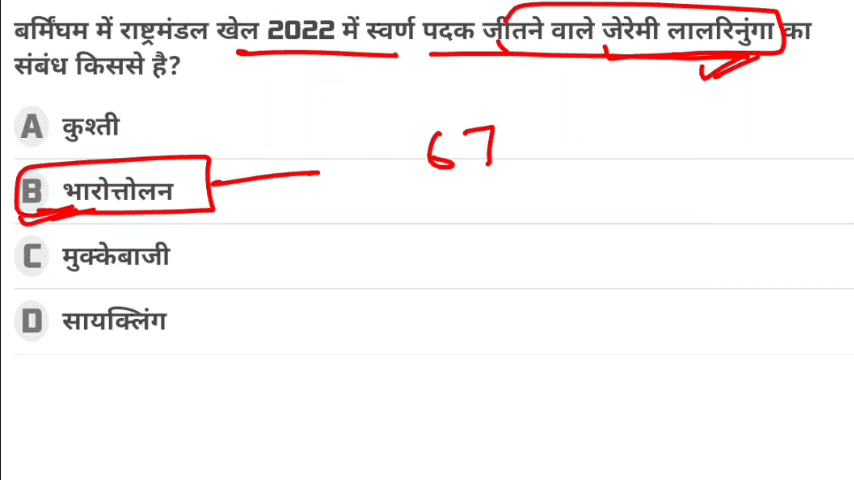 बर्मिंघम में राष्ट्रमंडल खेल 2022 में स्वर्ण पदक जीतने वाले जेरेमी लालरिनुंगा का
संबंध किससे है?
A कुश्ती
67
B भारोत्तोलन
C मुक्केबाजी
D सायक्लिंग